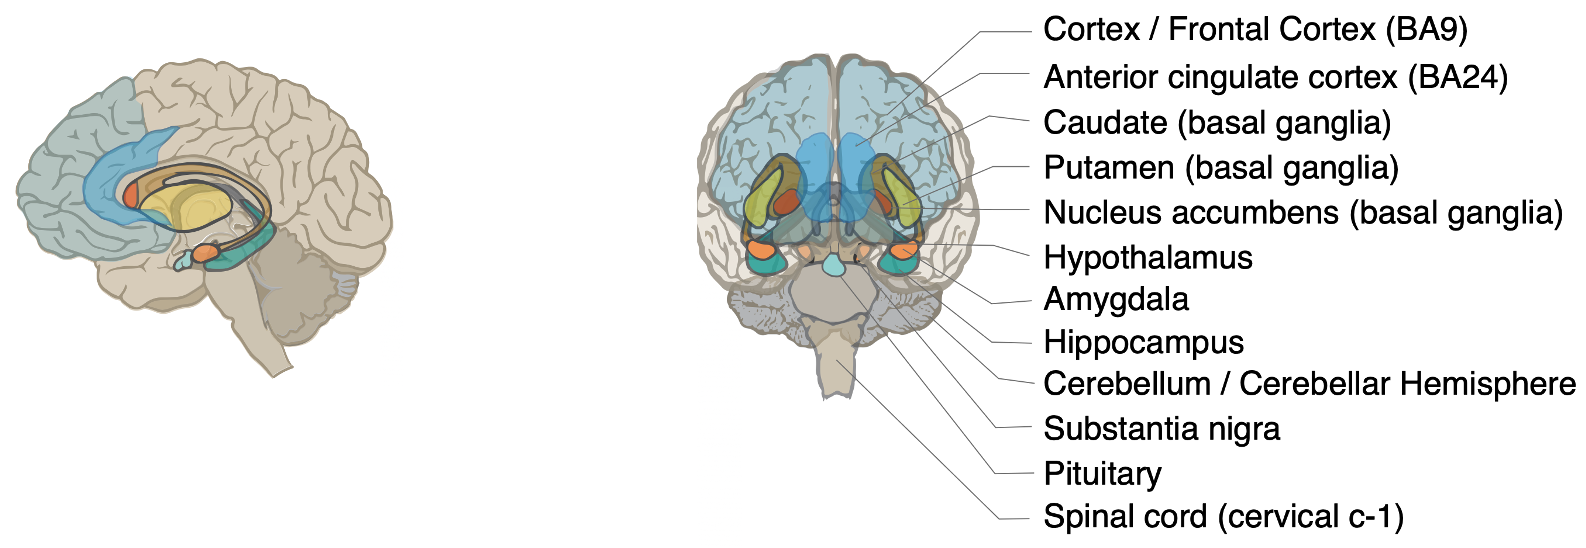 Cortex / Frontal Cortex (BA9)
Anterior cingulate cortex (BA24)
Caudate (basal ganglia)
Putamen (basal ganglia)
Nucleus accumbens (basal ganglia)
Hypothalamus
Amygdala
Hippocampus
Cerebellum / Cerebellar Hemisphere
Substantia nigra
Pituitary
Spinal cord (cervical c-1)